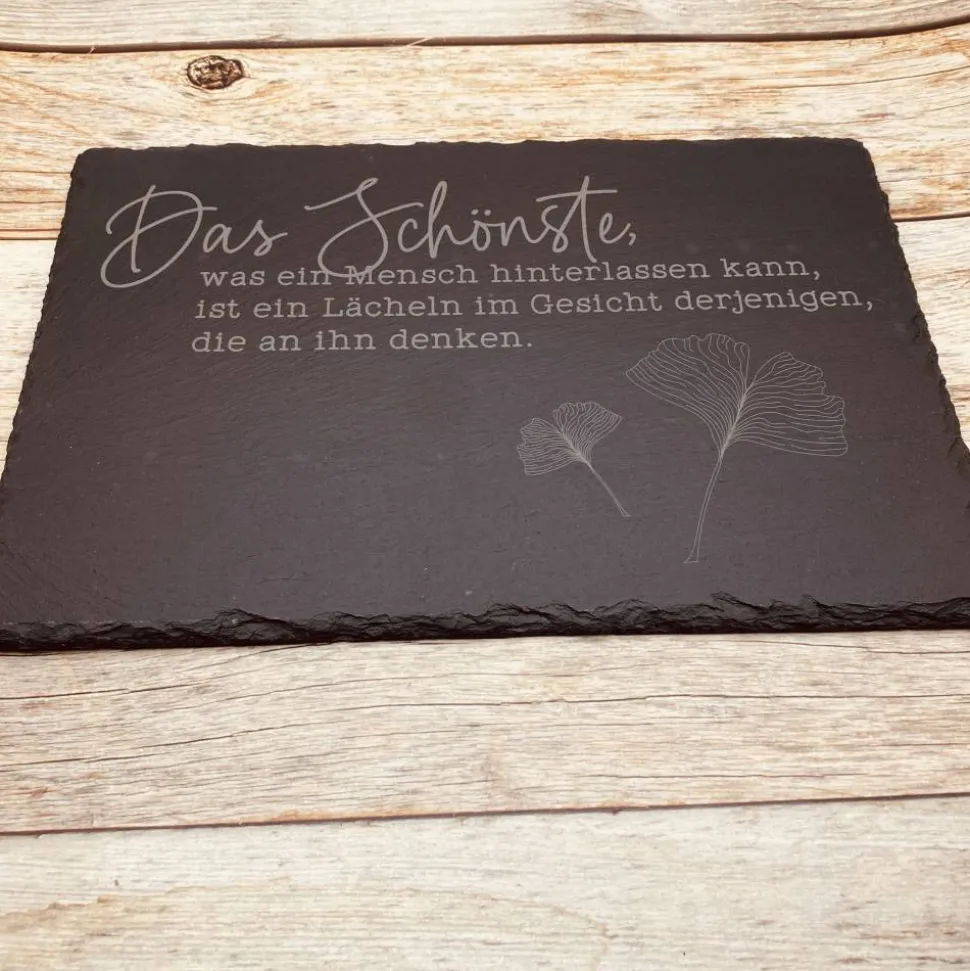 Das Schönste,
was ein Mensch hinterlassen kann,
ist ein Lächeln im Gesicht derjenigen,
die an ihn denken.